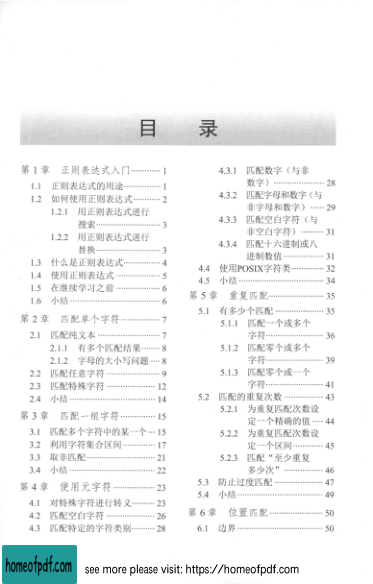 目 录
第 1 章 正则表达式入门············1
1.1 正则表达式的用途···············1
1.2 如何使用正则表达式···········2
1.2.1 用正则表达式进行
搜索·······················3
1.2.2 用正则表达式进行
替换·······················3
1.3 什么是正则表达式···············4
1.4 使用正则表达式··················5
1.5 在继续学习之前··················6
1.6 小结·································6
第 2 章 匹配单个字符···············7
2.1 匹配纯文本························7
2.1.1 有多个匹配结果········8
2.1.2 字母的大小写问题····8
2.2 匹配任意字符·····················9
2.3 匹配特殊字符···················12
2.4 小结·······························14
第 3 章 匹配一组字符·············15
3.1 匹配多个字符中的某一个···15
3.2 利用字符集合区间············17
3.3 取非匹配·························21
3.4 小结·······························22
第 4 章 使用元字符················23
4.1 对特殊字符进行转义·········23
4.2 匹配空白字符···················26
4.3 匹配特定的字符类别·········28
4.3.1 匹配数字（与非
数字）···················28
4.3.2 匹配字母和数字（与
非字母和数字）·····29
4.3.3 匹配空白字符（与
非空白字符）·········31
4.3.4 匹配十六进制或八
进制数值···············31
4.4 使用POSIX字符类············32
4.5 小结·······························34
第 5 章 重复匹配···················35
5.1 有多少个匹配···················35
5.1.1 匹配一个或多个
字符······················36
5.1.2 匹配零个或多个
字符······················39
5.1.3 匹配零个或一个
字符······················41
5.2 匹配的重复次数················43
5.2.1 为重复匹配次数设
定一个精确的值·····44
5.2.2 为重复匹配次数设
定一个区间············45
5.2.3 匹配“至少重复
多少次”···············46
5.3 防止过度匹配···················47
5.4 小结·······························49
第 6 章 位置匹配···················50
6.1 边界·······························50
homeofpdf.com
see more please visit: https://homeofpdf.com